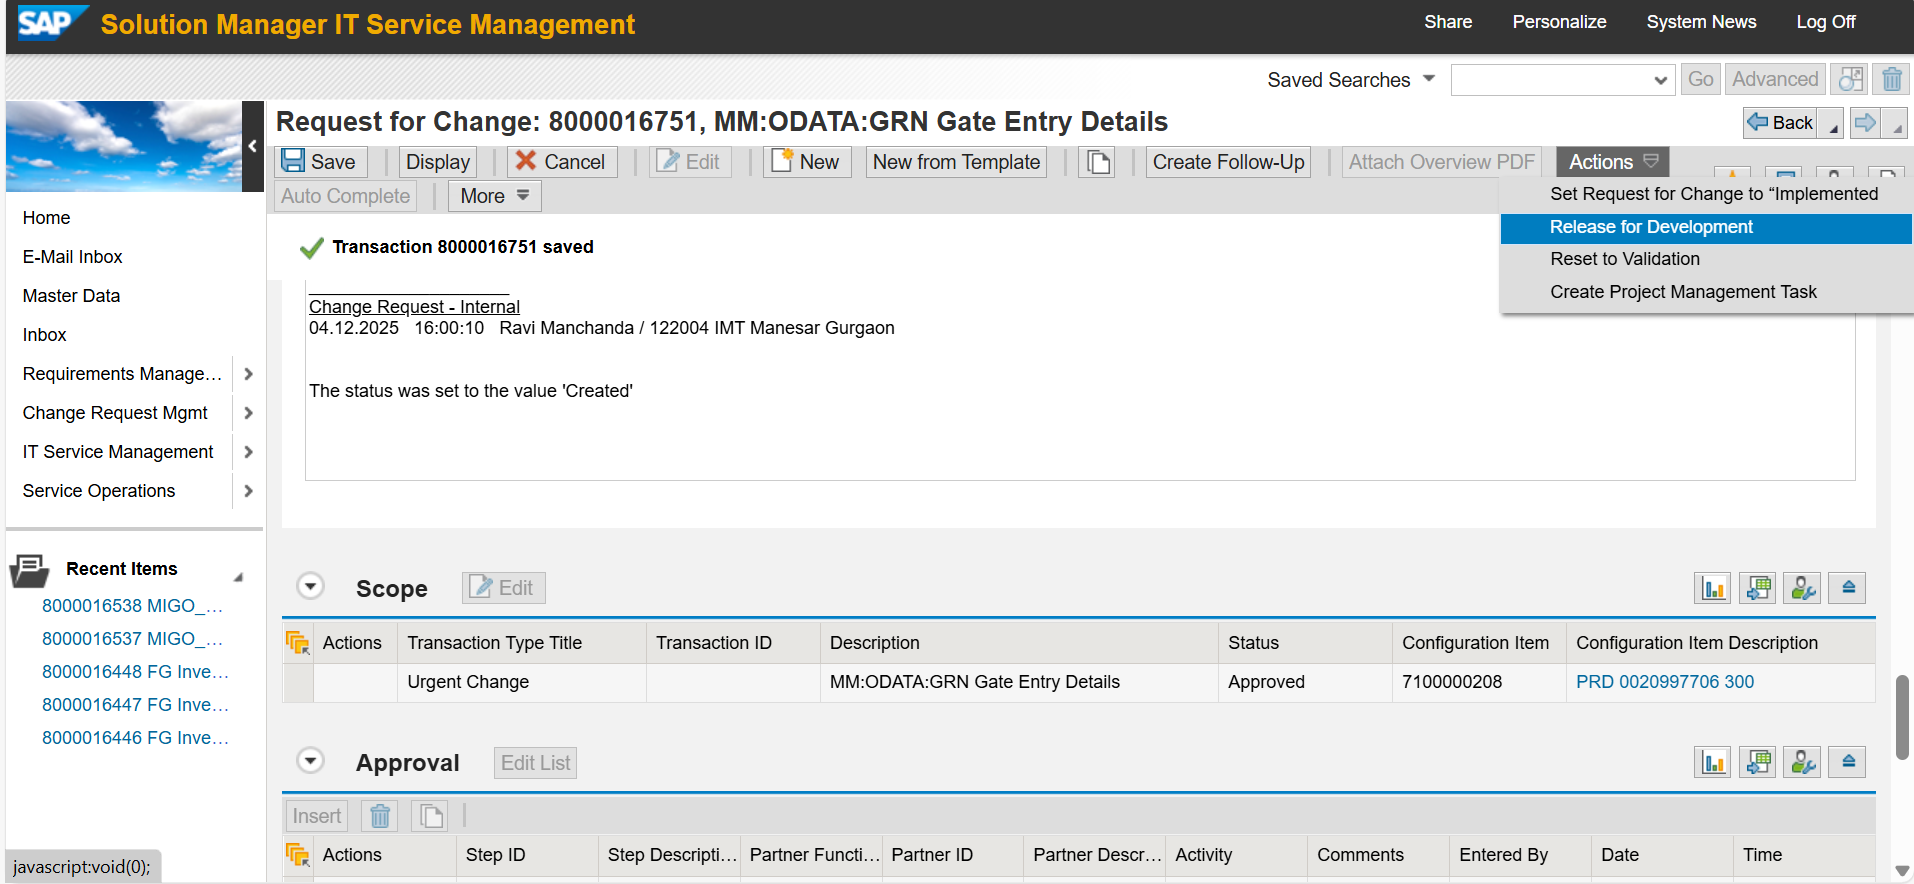 SAP Solution Manager IT Service Management
Share Personalize System News Log Off
Saved Searches Go Advanced
Request for Change: 8000016751, MM:ODATA:GRN Gate Entry Details
Back
Save Display Cancel Edit New New from Template Create Follow-Up Attach Overview PDF Actions
Auto Complete More
Set Request for Change to “Implemented
Release for Development
Reset to Validation
Create Project Management Task
Home
E-Mail Inbox
Master Data
Inbox
Requirements Manage...
Change Request Mgmt
IT Service Management
Service Operations
Recent Items
8000016538 MIGO_...
8000016537 MIGO_...
8000016448 FG Inve...
8000016447 FG Inve...
8000016446 FG Inve...
Transaction 8000016751 saved
Change Request - Internal
04.12.2025 16:00:10 Ravi Manchanda / 122004 IMT Manesar Gurgaon
The status was set to the value 'Created'
Scope Edit
Actions Transaction Type Title Transaction ID Description Status Configuration Item Configuration Item Description
Urgent Change MM:ODATA:GRN Gate Entry Details Approved 7100000208 PRD 0020997706 300
Approval Edit List
Insert
Actions Step ID Step Descripti... Partner Functi... Partner ID Partner Descr... Activity Comments Entered By Date Time
javascript:void(0);